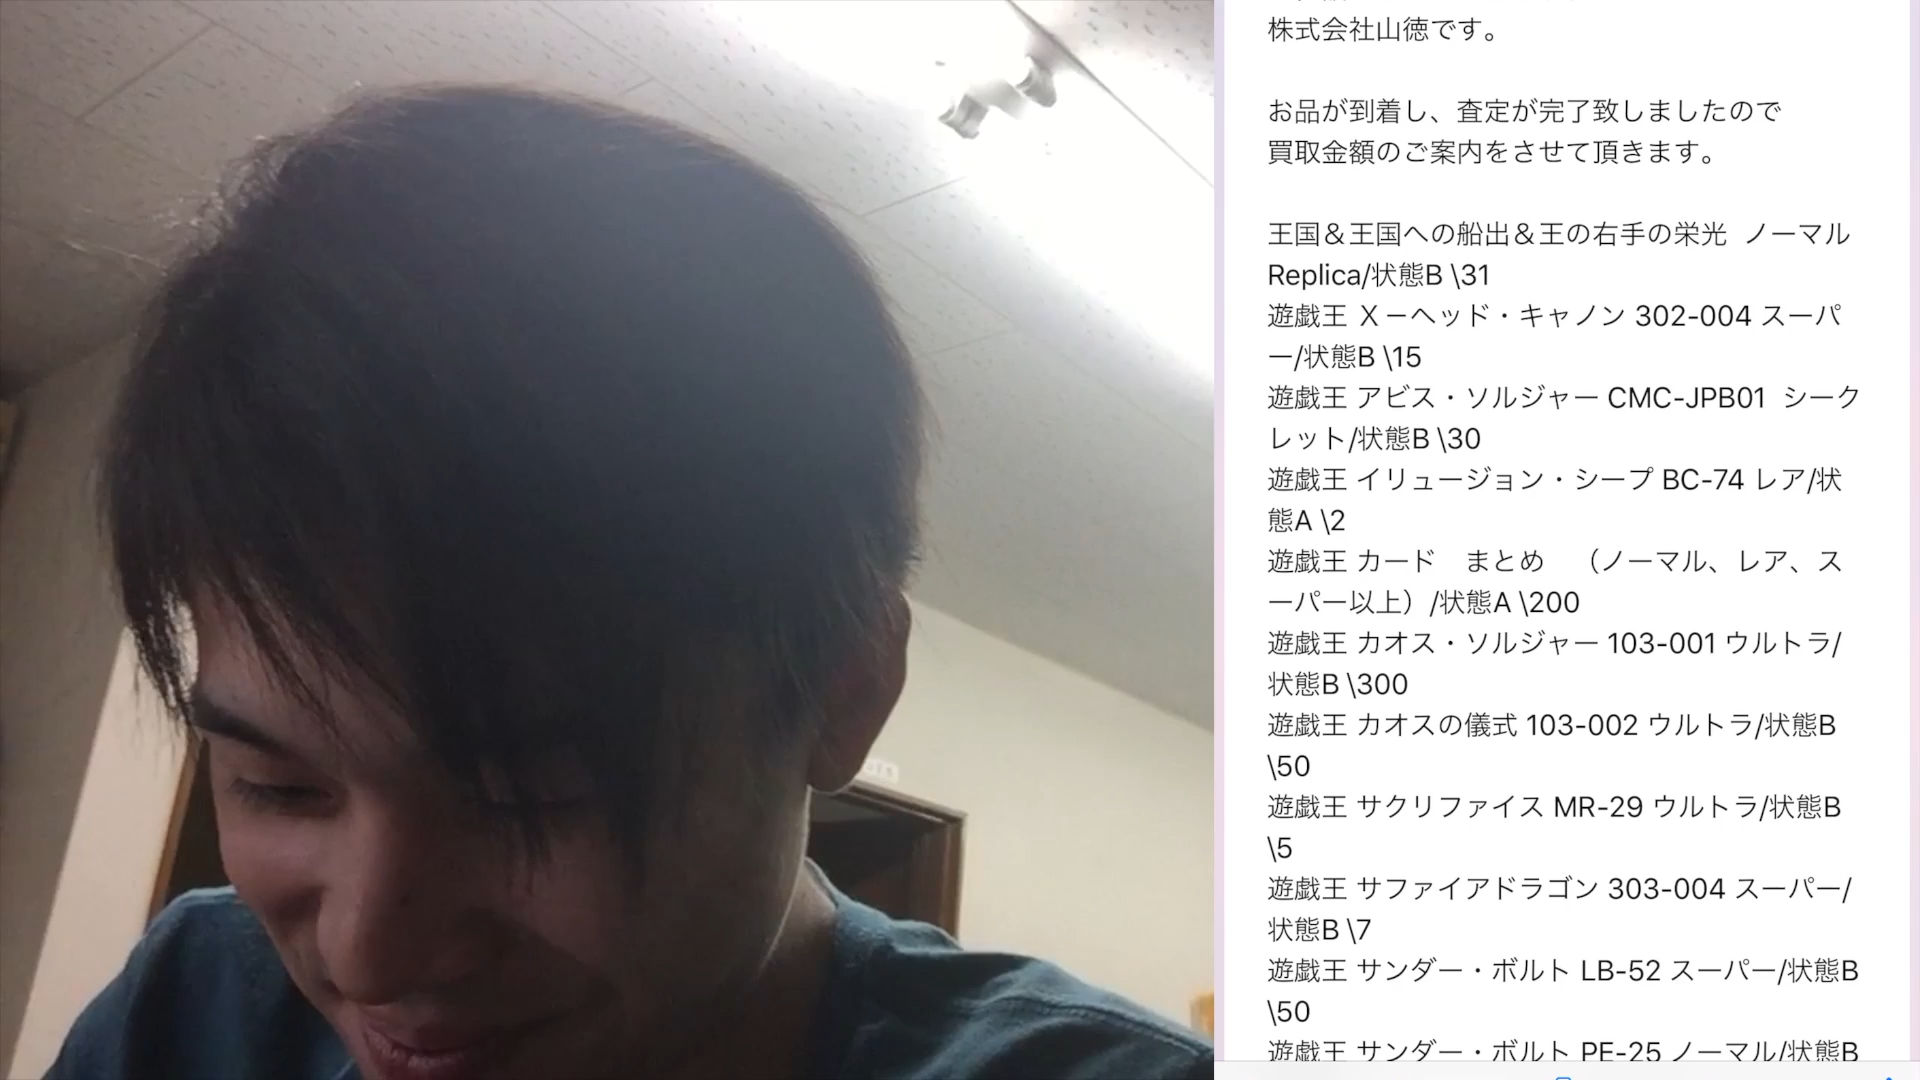 株式会社山徳です。
お品が到着し、査定が完了致しましたので
買取金額のご案内をさせて頂きます。
王国＆王国への船出＆王の右手の栄光 ノーマル
Replica/状態B \31
遊戯王 Ｘ－ヘッド・キャノン 302-004 スーパ
ー/状態B \15
遊戯王 アビス・ソルジャー CMC-JPB01 シーク
レット/状態B \30
遊戯王 イリュージョン・シープ BC-74 レア/状
態A \2
遊戯王 カード　まとめ　（ノーマル、レア、ス
ーパー以上）/状態A \200
遊戯王 カオス・ソルジャー 103-001 ウルトラ/
状態B \300
遊戯王 カオスの儀式 103-002 ウルトラ/状態B
\50
遊戯王 サクリファイス MR-29 ウルトラ/状態B
\5
遊戯王 サファイアドラゴン 303-004 スーパー/
状態B \7
遊戯王 サンダー・ボルト LB-52 スーパー/状態B
\50
遊戯王 サンダー・ボルト PE-25 ノーマル/状態B